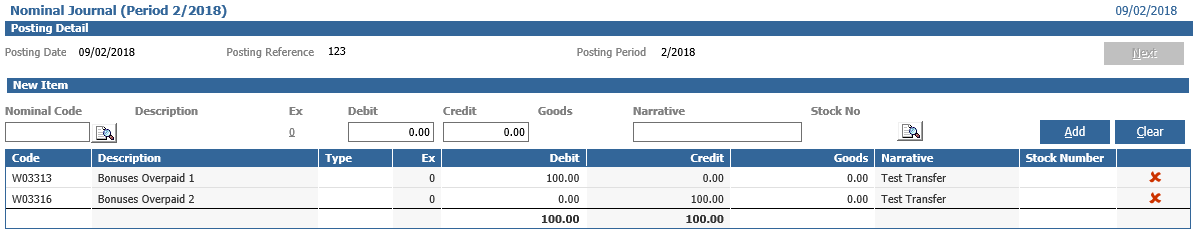 Nominal Journal (Period 2/2018) 09/02/2018
Posting Detail
Posting Date 09/02/2018 Posting Reference 123 Posting Period 2/2018 Next
New Item
Nominal Code Description Ex Debit Credit Goods Narrative Stock No
0 0.00 0.00 Add Clear
Code Description Type Ex Debit Credit Goods Narrative Stock Number
W03313 Bonuses Overpaid 1 0 100.00 0.00 0.00 Test Transfer
W03316 Bonuses Overpaid 2 0 0.00 100.00 0.00 Test Transfer
100.00 100.00